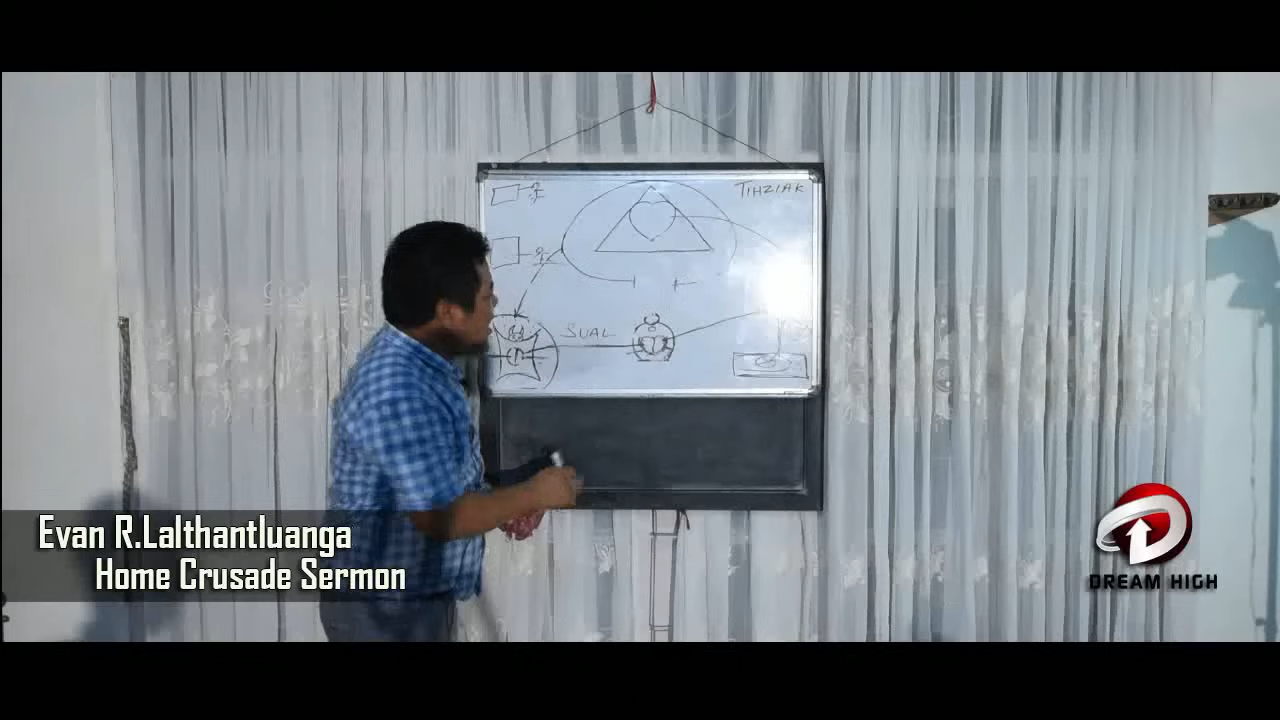 TIHZIAK
SUAL
Evan R.Lalthantluanga
Home Crusade Sermon
DREAM HIGH